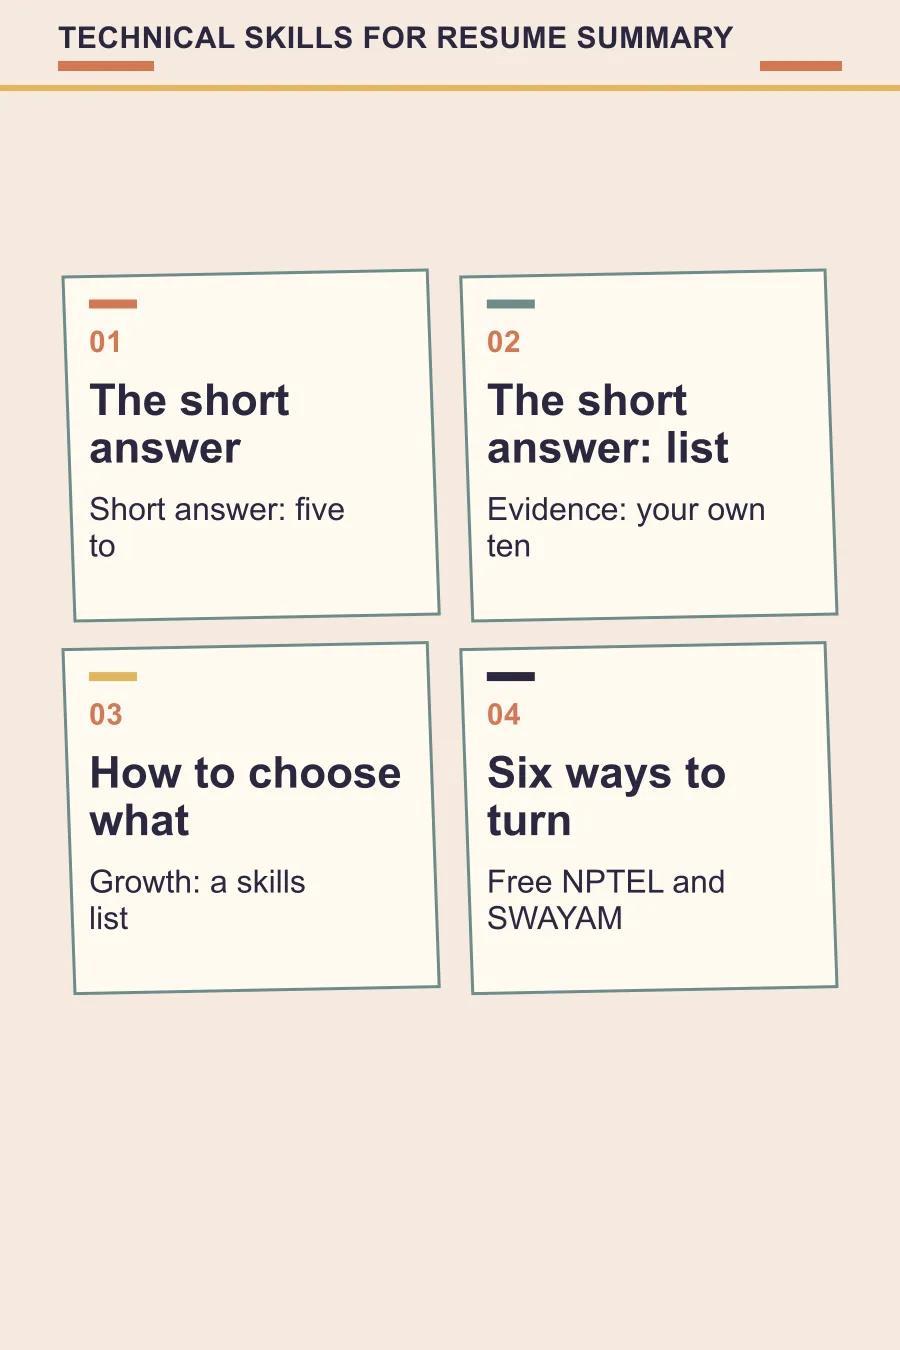 TECHNICAL SKILLS FOR RESUME SUMMARY
01
The short
answer
Short answer: five
to
02
The short
answer: list
Evidence: your own
ten
03
How to choose
what
Growth: a skills
list
04
Six ways to
turn
Free NPTEL and
SWAYAM